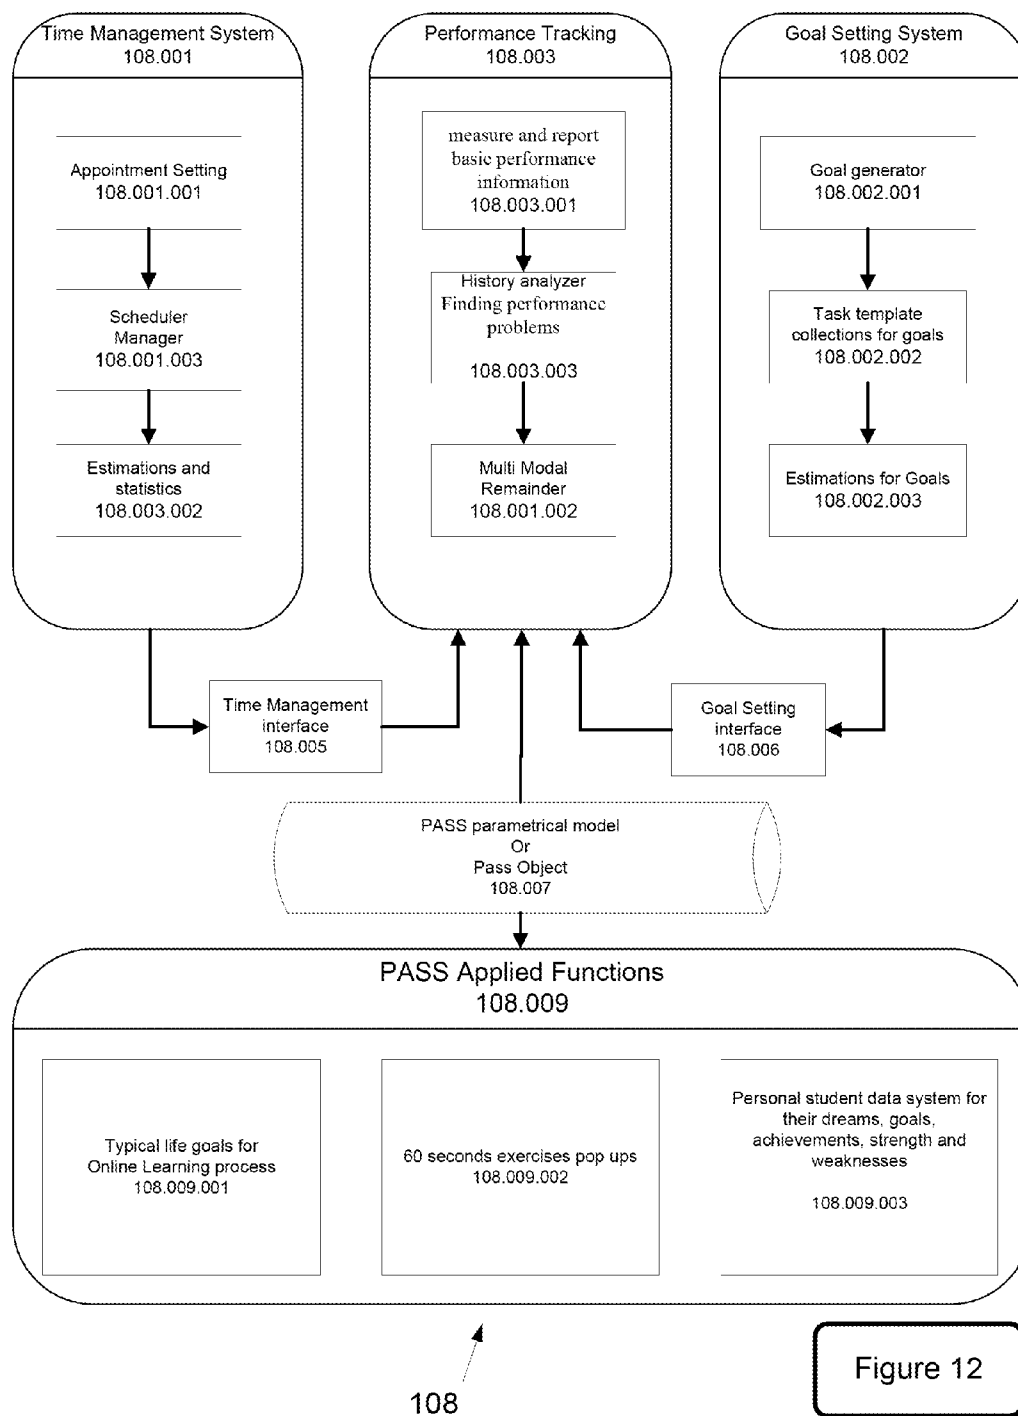 Time Management System
108.001
Appointment Setting
108.001.001
Scheduler
Manager
108.001.003
Estimations and
statistics
108.003.002
Performance Tracking
108.003
measure and report
basic performance
information
108.003.001
History analyzer
Finding performance
problems
108.003.003
Multi Modal
Remainder
108.001.002
Goal Setting System
108.002
Goal generator
108.002.001
Task template
collections for goals
108.002.002
Estimations for Goals
108.002.003
Time Management
interface
108.005
Goal Setting
interface
108.006
PASS parametrical model
Or
Pass Object
108.007
PASS Applied Functions
108.009
Typical life goals for
Online Learning process
108.009.001
60 seconds exercises pop ups
108.009.002
Personal student data system for
their dreams, goals,
achievements, strength and
weaknesses
108.009.003
108
Figure 12